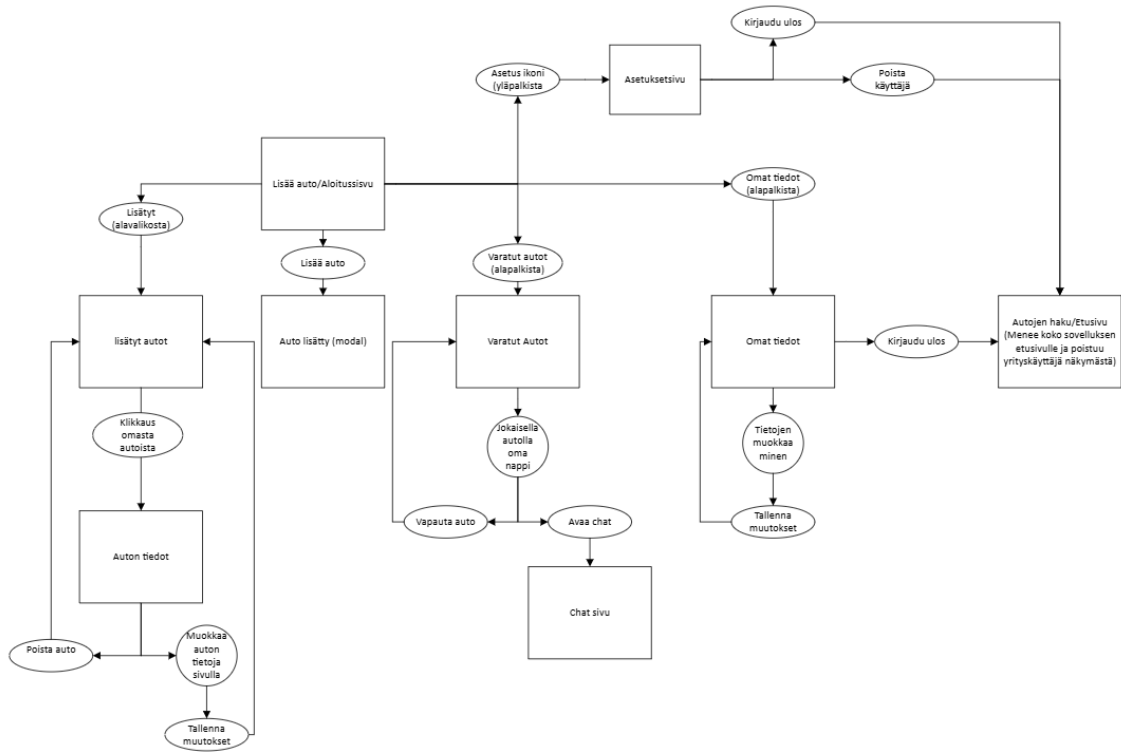 Kirjaudu ulos
Asetus ikoni
(yläpalkista
Asetuksetsivu
Poista
käyttäjä
Lisää auto/Aloitussisvu
Omat tiedot
(alapalkista)
Lisätyt
(alavalikosta)
Lisää auto
Varatut autot
(alapalkista)
lisätyt autot
Auto lisätty (modal)
Varatut Autot
Omat tiedot
Kirjaudu ulos
Autojen haku/Etusivu
(Menee koko sovelluksen
etusivulle ja poistuu
yrityskäyttäjä näkymästä)
Klikkaus
omasta
autoista
Jokaisella
autolla
oma
nappi
Tietojen
muokkaa
minen
Vapauta auto
Avaa chat
Tallenna
muutokset
Auton tiedot
Chat sivu
Poista auto
Muokkaa
auton
tietoja
sivulla
Tallenna
muutokset